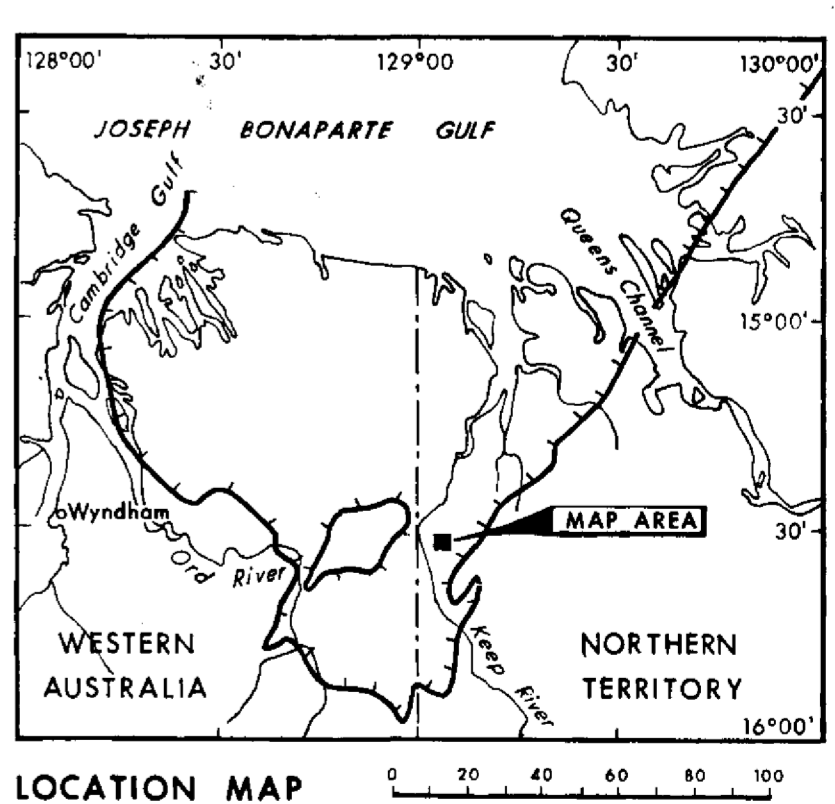 128°00' 30' 129°00 30' 130°00'
30'
JOSEPH BONAPARTE GULF
Cambridge Gulf
Queens Channel
15°00'
Wyndham
MAP AREA
30'
Ord River
WESTERN
AUSTRALIA
Keep River
NORTHERN
TERRITORY
16°00'
LOCATION MAP
0 20 40 60 80 100